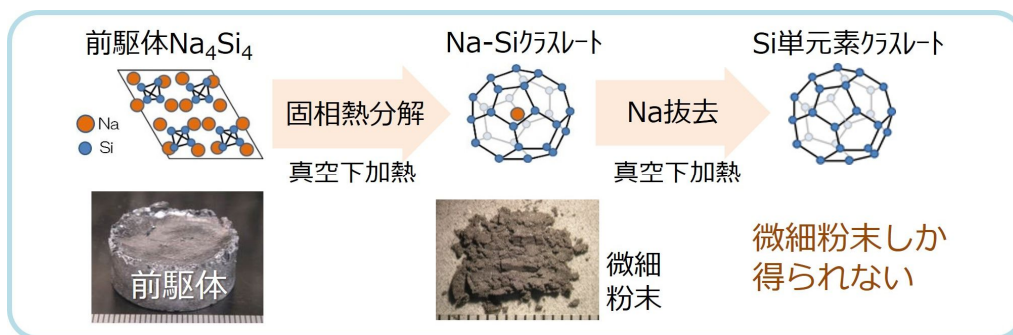 前駆体Na₄Si₄
Na-Siクラスレート
Si単元素クラスレート
Na
Si
固相熱分解
真空下加熱
Na抜去
真空下加熱
前駆体
微細
粉末
微細粉末しか
得られない